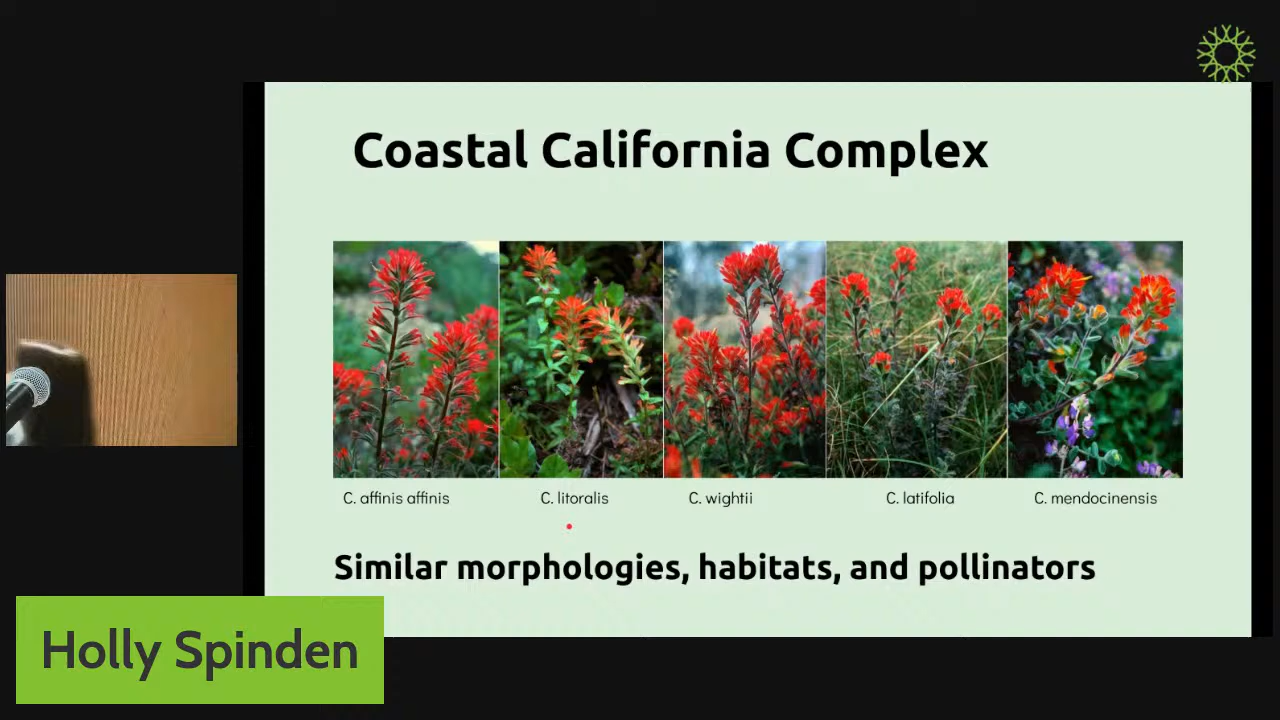 Coastal California Complex
C. affinis affinis
C. litoralis
C. wightii
C. latifolia
C. mendocinensis
Similar morphologies, habitats, and pollinators
Holly Spinden